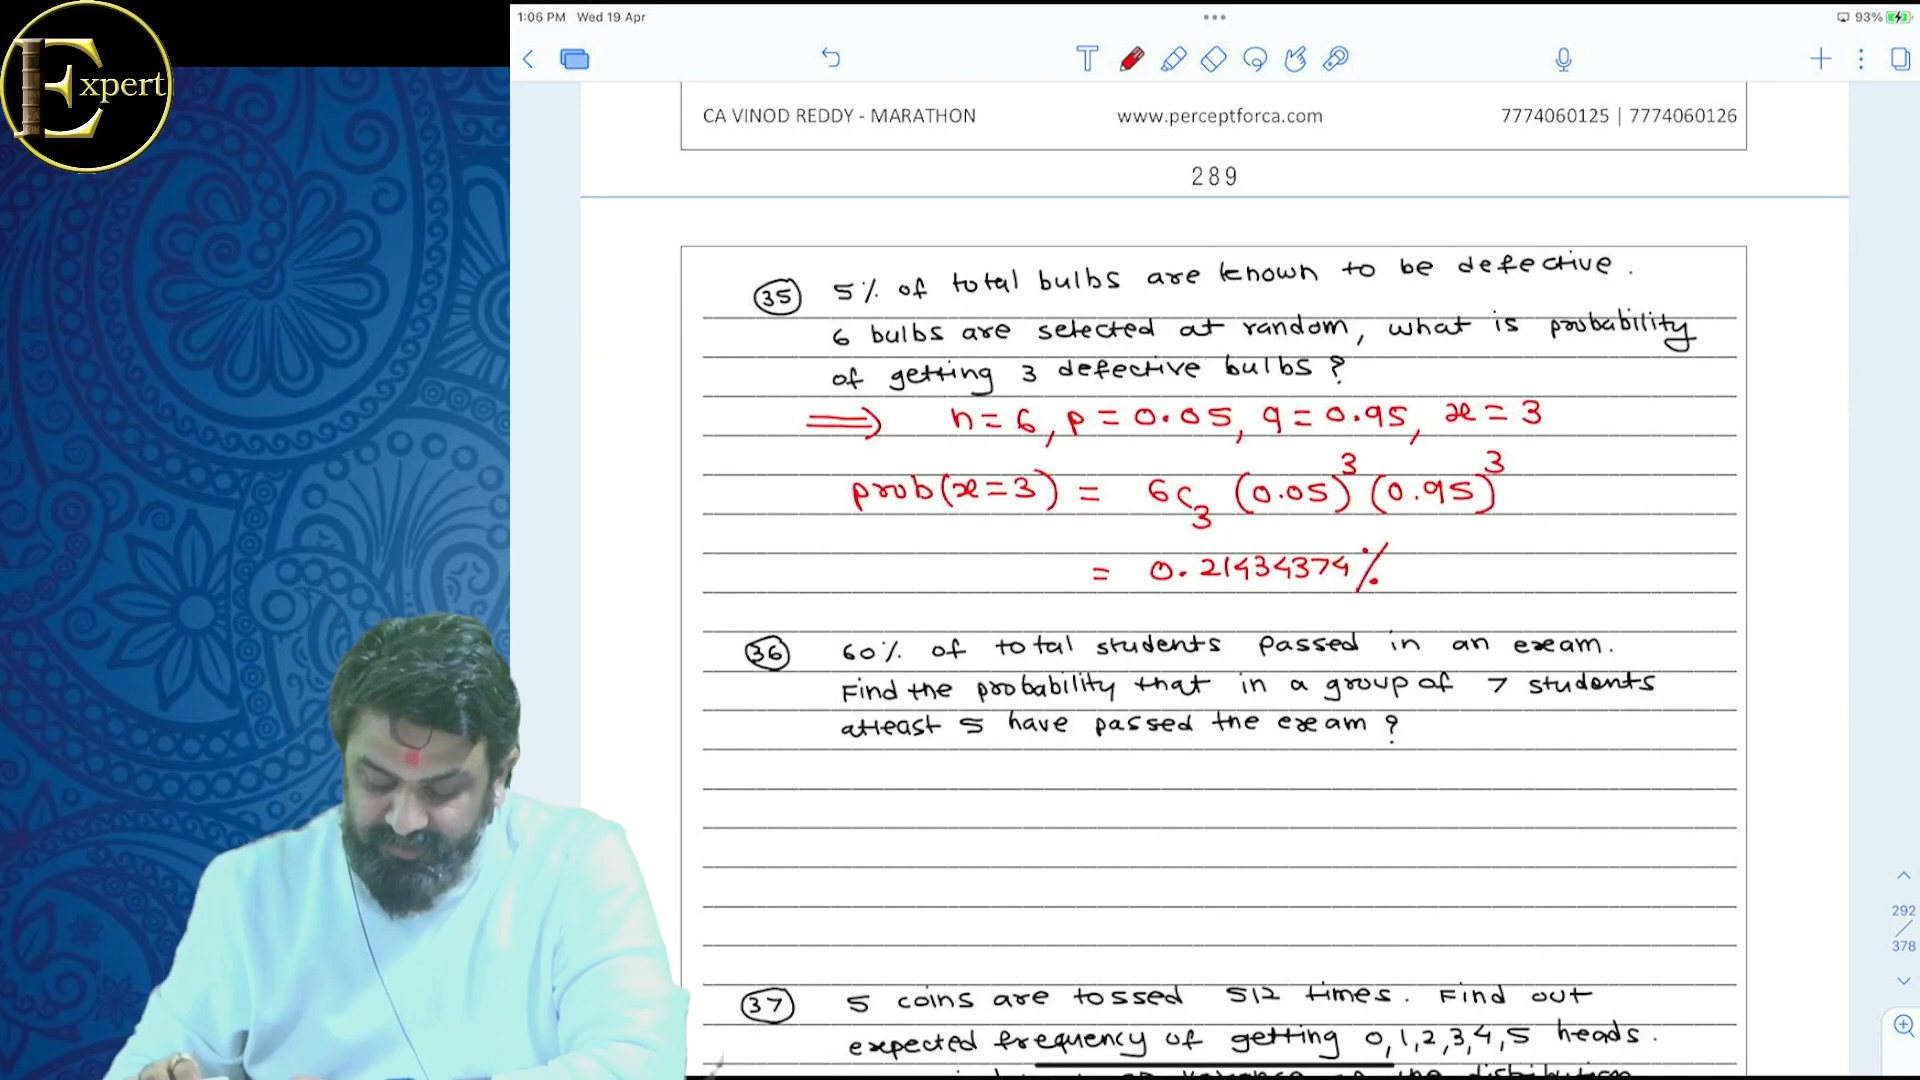 1:06 PM Wed 19 Apr
93%
Expert
CA VINOD REDDY - MARATHON www.perceptforca.com 7774060125 | 7774060126
289
35 5% of total bulbs are known to be defective.
6 bulbs are selected at random, what is probability
of getting 3 defective bulbs?
⟹ n=6, p=0.05, q=0.95, x=3
prob(x=3) = 6c₃ (0.05)³ (0.95)³
= 0.21434374%
36 60% of total students passed in an exam.
Find the probability that in a group of 7 students
atleast 5 have passed the exam?
292
/
378
37 5 coins are tossed 512 times. Find out
expected frequency of getting 0,1,2,3,4,5 heads.